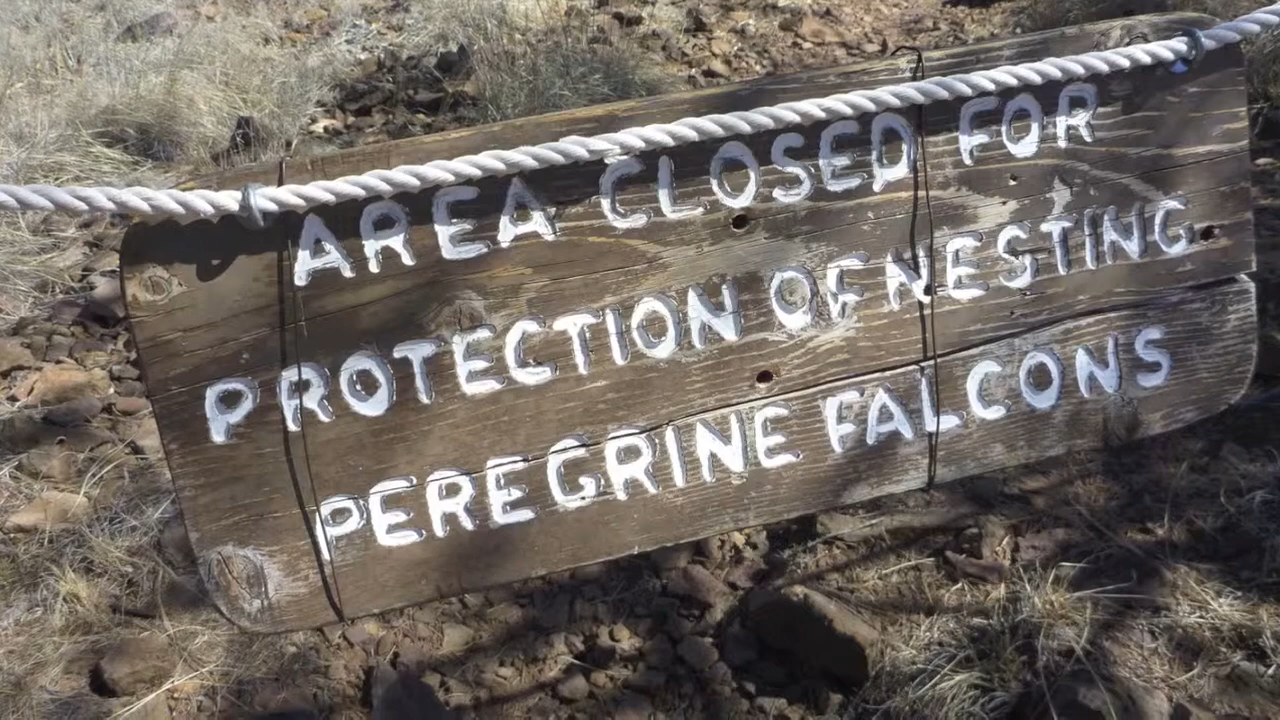 AREA CLOSED FOR
PROTECTION OF NESTING
PEREGRINE FALCONS